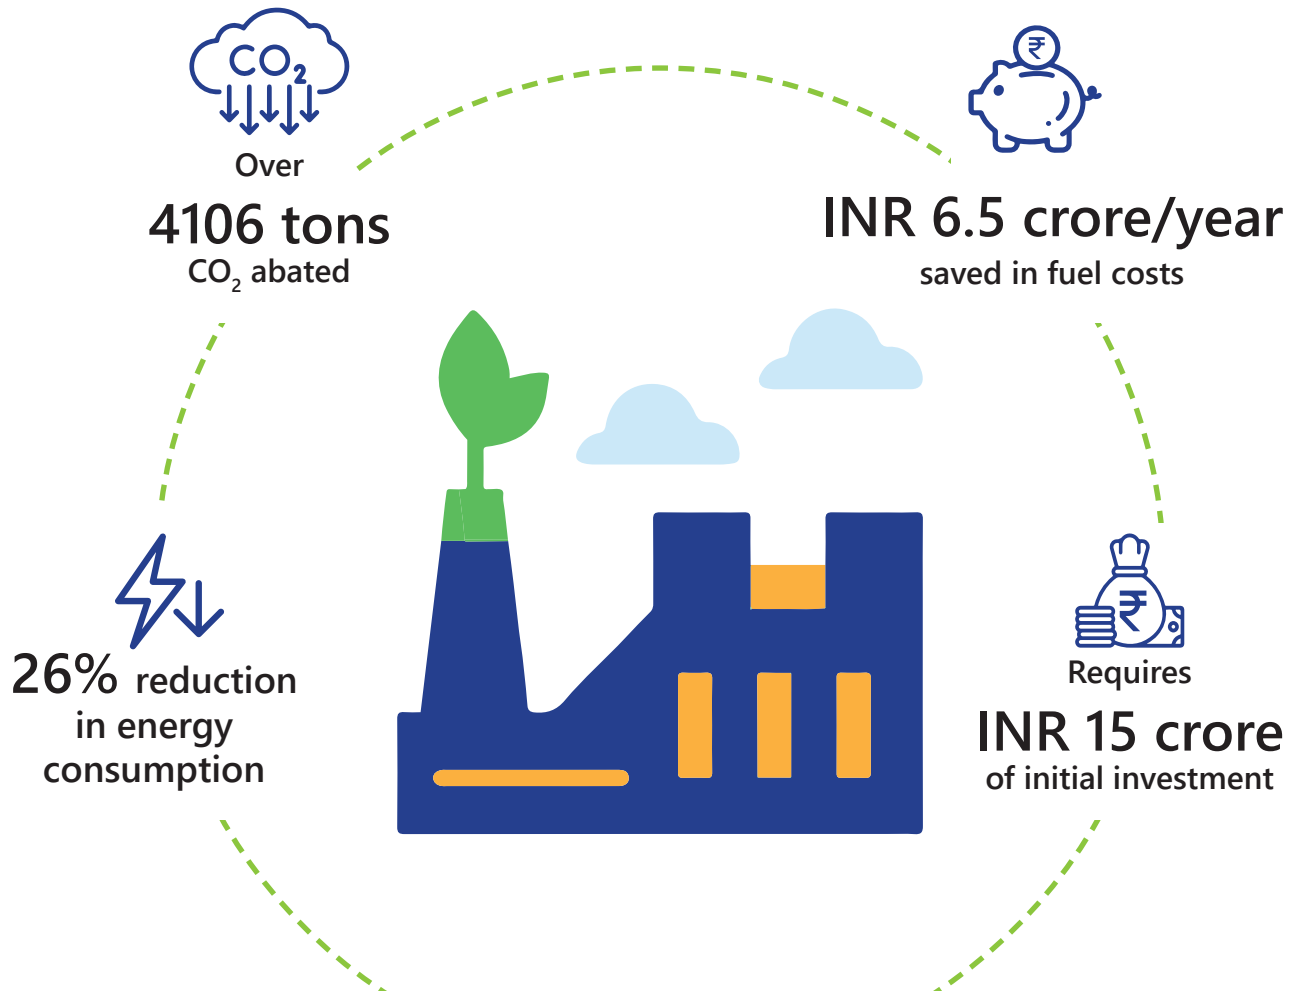 CO₂
Over
4106 tons
CO₂ abated
₹
INR 6.5 crore/year
saved in fuel costs
26% reduction
in energy
consumption
₹
Requires
INR 15 crore
of initial investment